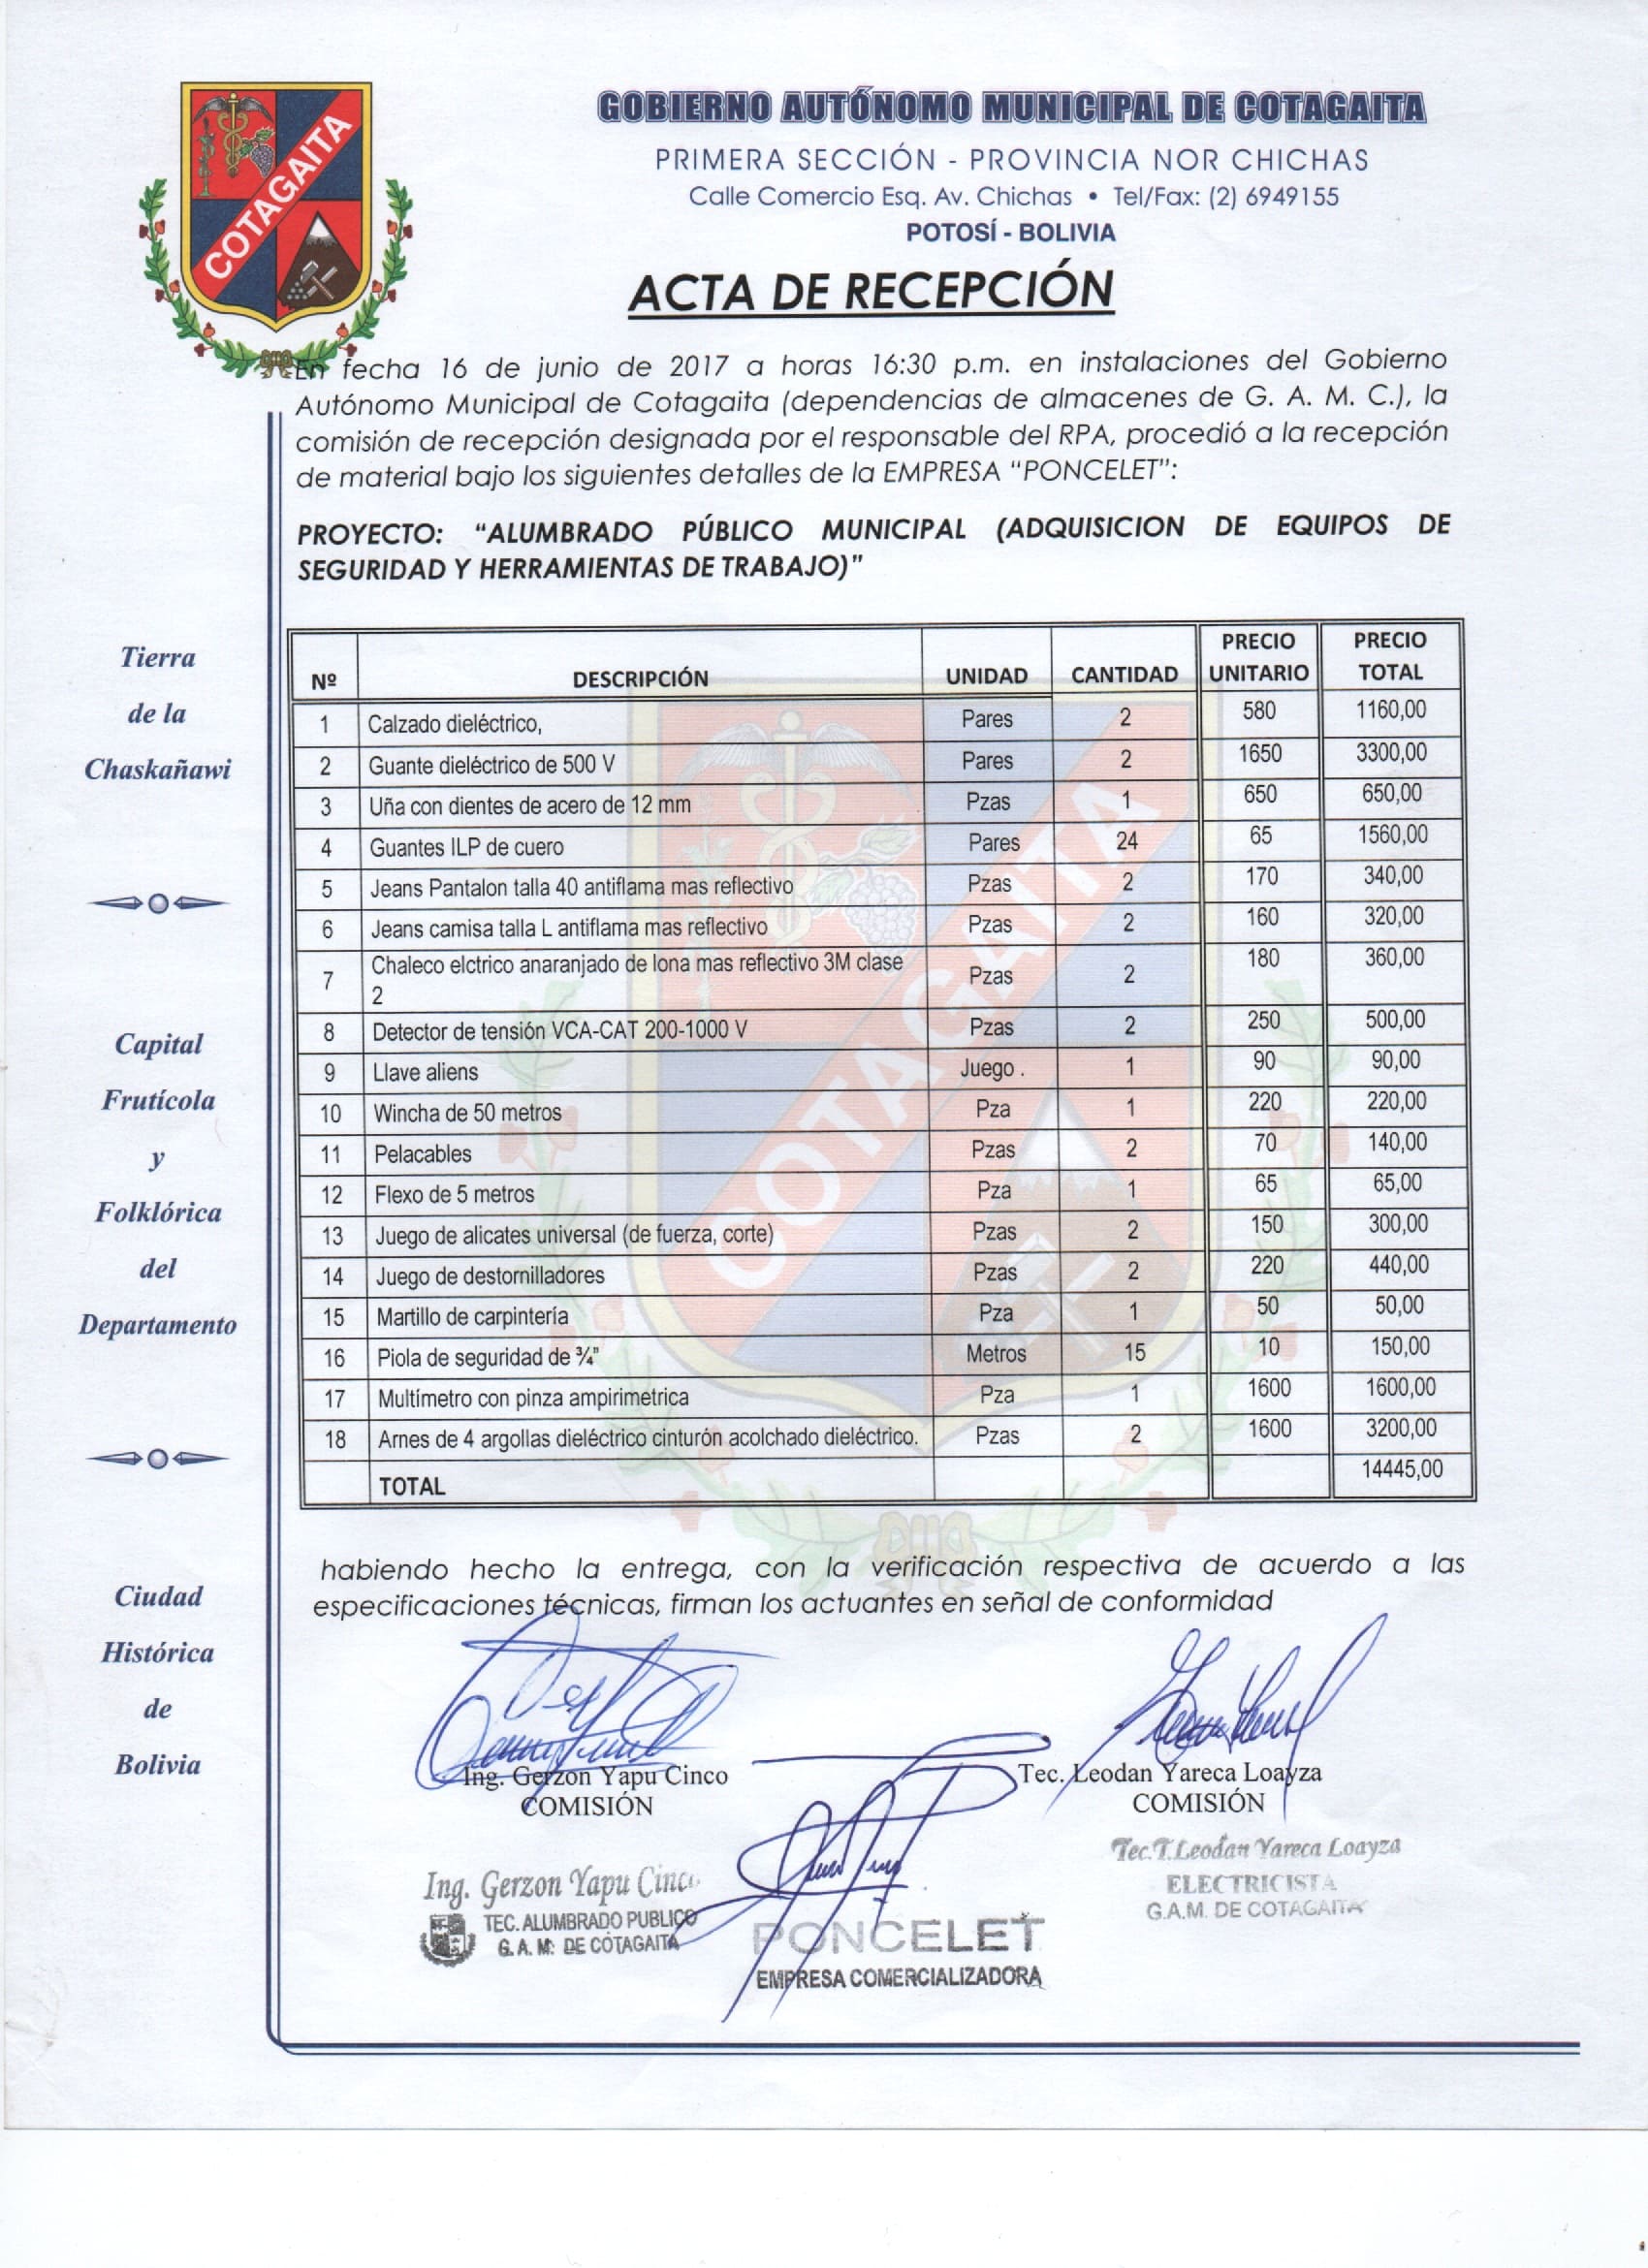 COTAGAITA
GOBIERNO AUTÓNOMO MUNICIPAL DE COTAGAITA
PRIMERA SECCIÓN - PROVINCIA NOR CHICHAS
Calle Comercio Esq. Av. Chichas • Tel/Fax: (2) 6949155
POTOSÍ - BOLIVIA
ACTA DE RECEPCIÓN
En fecha 16 de junio de 2017 a horas 16:30 p.m. en instalaciones del Gobierno
Autónomo Municipal de Cotagaita (dependencias de almacenes de G. A. M. C.), la
comisión de recepción designada por el responsable del RPA, procedió a la recepción
de material bajo los siguientes detalles de la EMPRESA “PONCELET”:
PROYECTO: “ALUMBRADO PÚBLICO MUNICIPAL (ADQUISICION DE EQUIPOS DE
SEGURIDAD Y HERRAMIENTAS DE TRABAJO)”
Nº DESCRIPCIÓN UNIDAD CANTIDAD PRECIO UNITARIO PRECIO TOTAL
1 Calzado dieléctrico, Pares 2 580 1160,00
2 Guante dieléctrico de 500 V Pares 2 1650 3300,00
3 Uña con dientes de acero de 12 mm Pzas 1 650 650,00
4 Guantes ILP de cuero Pares 24 65 1560,00
5 Jeans Pantalon talla 40 antiflama mas reflectivo Pzas 2 170 340,00
6 Jeans camisa talla L antiflama mas reflectivo Pzas 2 160 320,00
7 Chaleco elctrico anaranjado de lona mas reflectivo 3M clase
2 Pzas 2 180 360,00
8 Detector de tensión VCA-CAT 200-1000 V Pzas 2 250 500,00
9 Llave aliens Juego . 1 90 90,00
10 Wincha de 50 metros Pza 1 220 220,00
11 Pelacables Pzas 2 70 140,00
12 Flexo de 5 metros Pza 1 65 65,00
13 Juego de alicates universal (de fuerza, corte) Pzas 2 150 300,00
14 Juego de destornilladores Pzas 2 220 440,00
15 Martillo de carpintería Pza 1 50 50,00
16 Piola de seguridad de ¾” Metros 15 10 150,00
17 Multímetro con pinza ampirimetrica Pza 1 1600 1600,00
18 Arnes de 4 argollas dieléctrico cinturón acolchado dieléctrico. Pzas 2 1600 3200,00
TOTAL 14445,00
COTAGAITA
habiendo hecho la entrega, con la verificación respectiva de acuerdo a las
especificaciones técnicas, firman los actuantes en señal de conformidad
Ing. Gerzon Yapu Cinco
COMISIÓN
Tec. Leodan Yareca Loayza
COMISIÓN
Ing. Gerzon Yapu Cinco
TEC. ALUMBRADO PUBLICO
G. A. M. DE COTAGAITA
PONCELET
EMPRESA COMERCIALIZADORA
Tec.T.Leodan Yareca Loayza
ELECTRICISTA
G.A.M. DE COTAGAITA
Tierra
de la
Chaskañawi
Capital
Frutícola
y
Folklórica
del
Departamento
Ciudad
Histórica
de
Bolivia